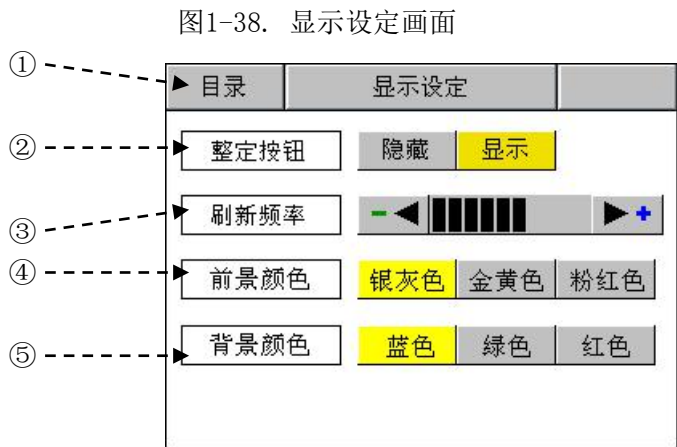 图1-38. 显示设定画面
① 目录 显示设定
② 整定按钮 隐藏 显示
③ 刷新频率 - +
④ 前景颜色 银灰色 金黄色 粉红色
⑤ 背景颜色 蓝色 绿色 红色